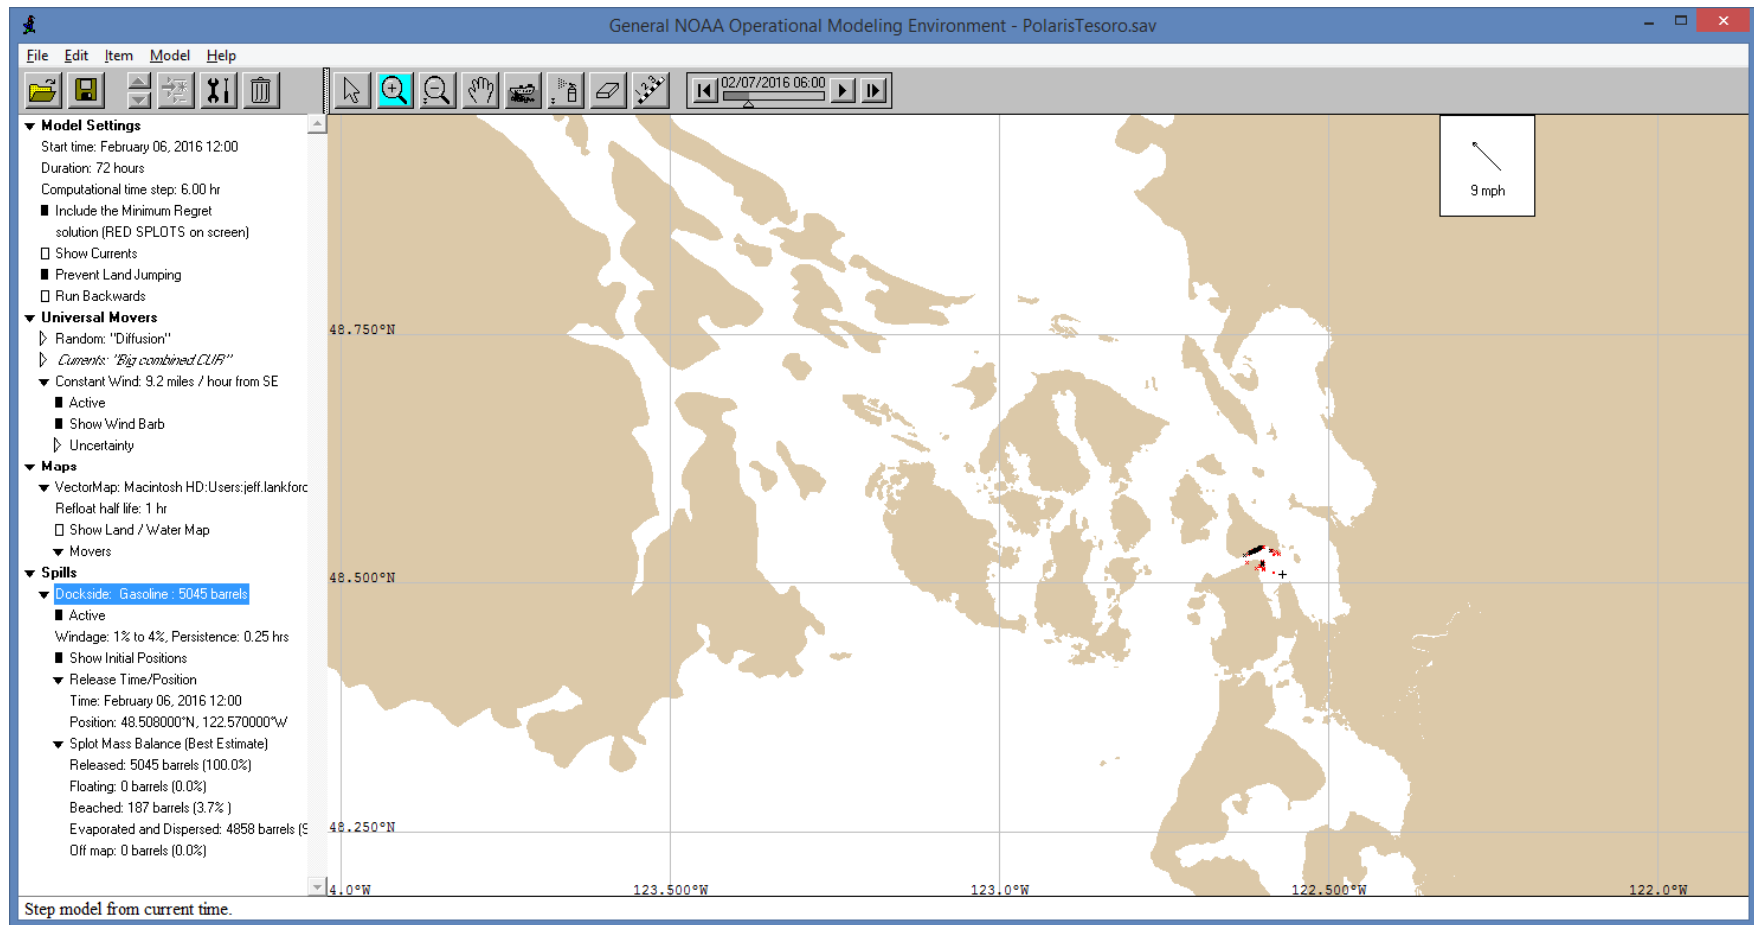 General NOAA Operational Modeling Environment - PolarisTesoro.sav
File Edit Item Model Help
02/07/2016 06:00
Model Settings
Start time: February 06, 2016 12:00
Duration: 72 hours
Computational time step: 6.00 hr
Include the Minimum Regret
solution (RED SPLOTS on screen)
Show Currents
Prevent Land Jumping
Run Backwards
Universal Movers
Random: "Diffusion"
Currents: "Big combined.CUR"
Constant Wind: 9.2 miles / hour from SE
Active
Show Wind Barb
Uncertainty
Maps
VectorMap: Macintosh HD:Users:jeff.lankford
Refloat half life: 1 hr
Show Land / Water Map
Movers
Spills
Dockside: Gasoline : 5045 barrels
Active
Windage: 1% to 4%, Persistence: 0.25 hrs
Show Initial Positions
Release Time/Position
Time: February 06, 2016 12:00
Position: 48.508000°N, 122.570000°W
Splot Mass Balance (Best Estimate)
Released: 5045 barrels (100.0%)
Floating: 0 barrels (0.0%)
Beached: 187 barrels (3.7% )
Evaporated and Dispersed: 4858 barrels (9
Off map: 0 barrels (0.0%)
9 mph
48.750°N
48.500°N
48.250°N
4.0°W 123.500°W 123.0°W 122.500°W 122.0°W
Step model from current time.